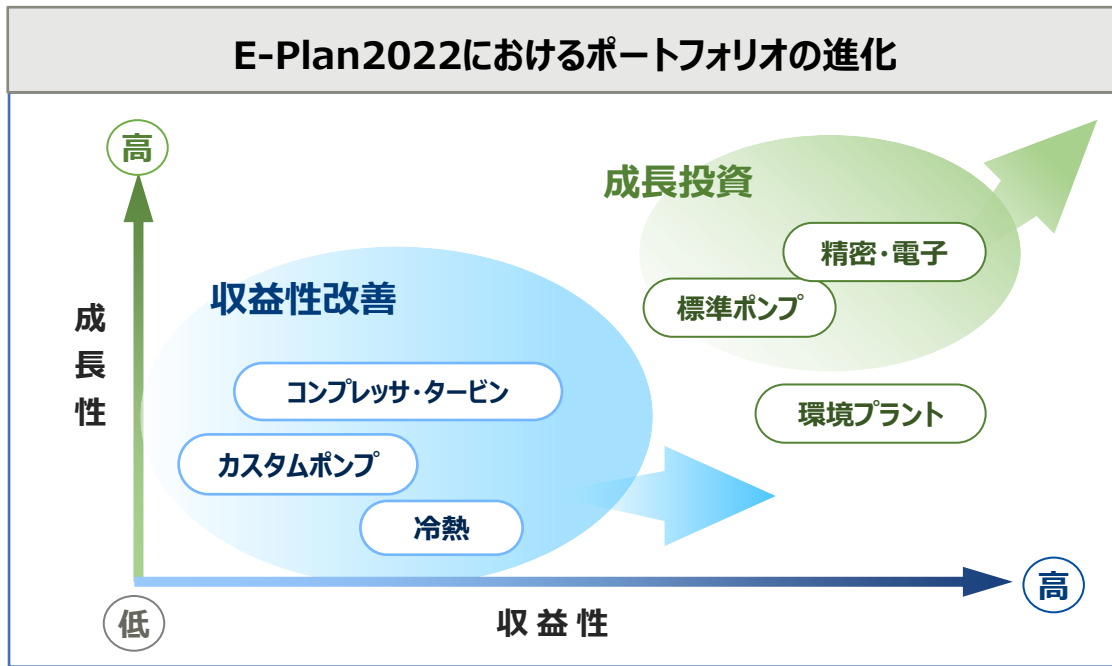 E-Plan2022におけるポートフォリオの進化
高
成長投資
精密・電子
標準ポンプ
収益性改善
成長性
コンプレッサ・タービン
環境プラント
カスタムポンプ
冷熱
高
低
収益性